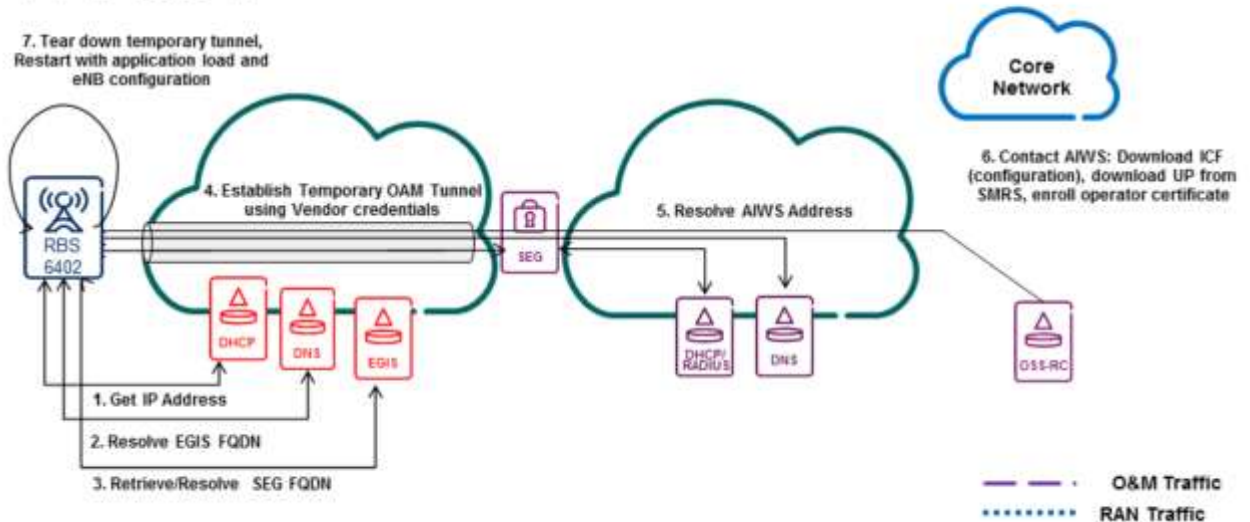 7. Tear down temporary tunnel,
Restart with application load and
eNB configuration
Core
Network
6. Contact AIWS: Download ICF
(configuration), download UP from
SMRS, enroll operator certificate
4. Establish Temporary OAM Tunnel
using Vendor credentials
5. Resolve AIWS Address
RBS
6402
SEG
DHCP
DNS
EGIS
DHCP/
RADIUS
DNS
OSS-RC
1. Get IP Address
2. Resolve EGIS FQDN
3. Retrieve/Resolve SEG FQDN
O&M Traffic
RAN Traffic